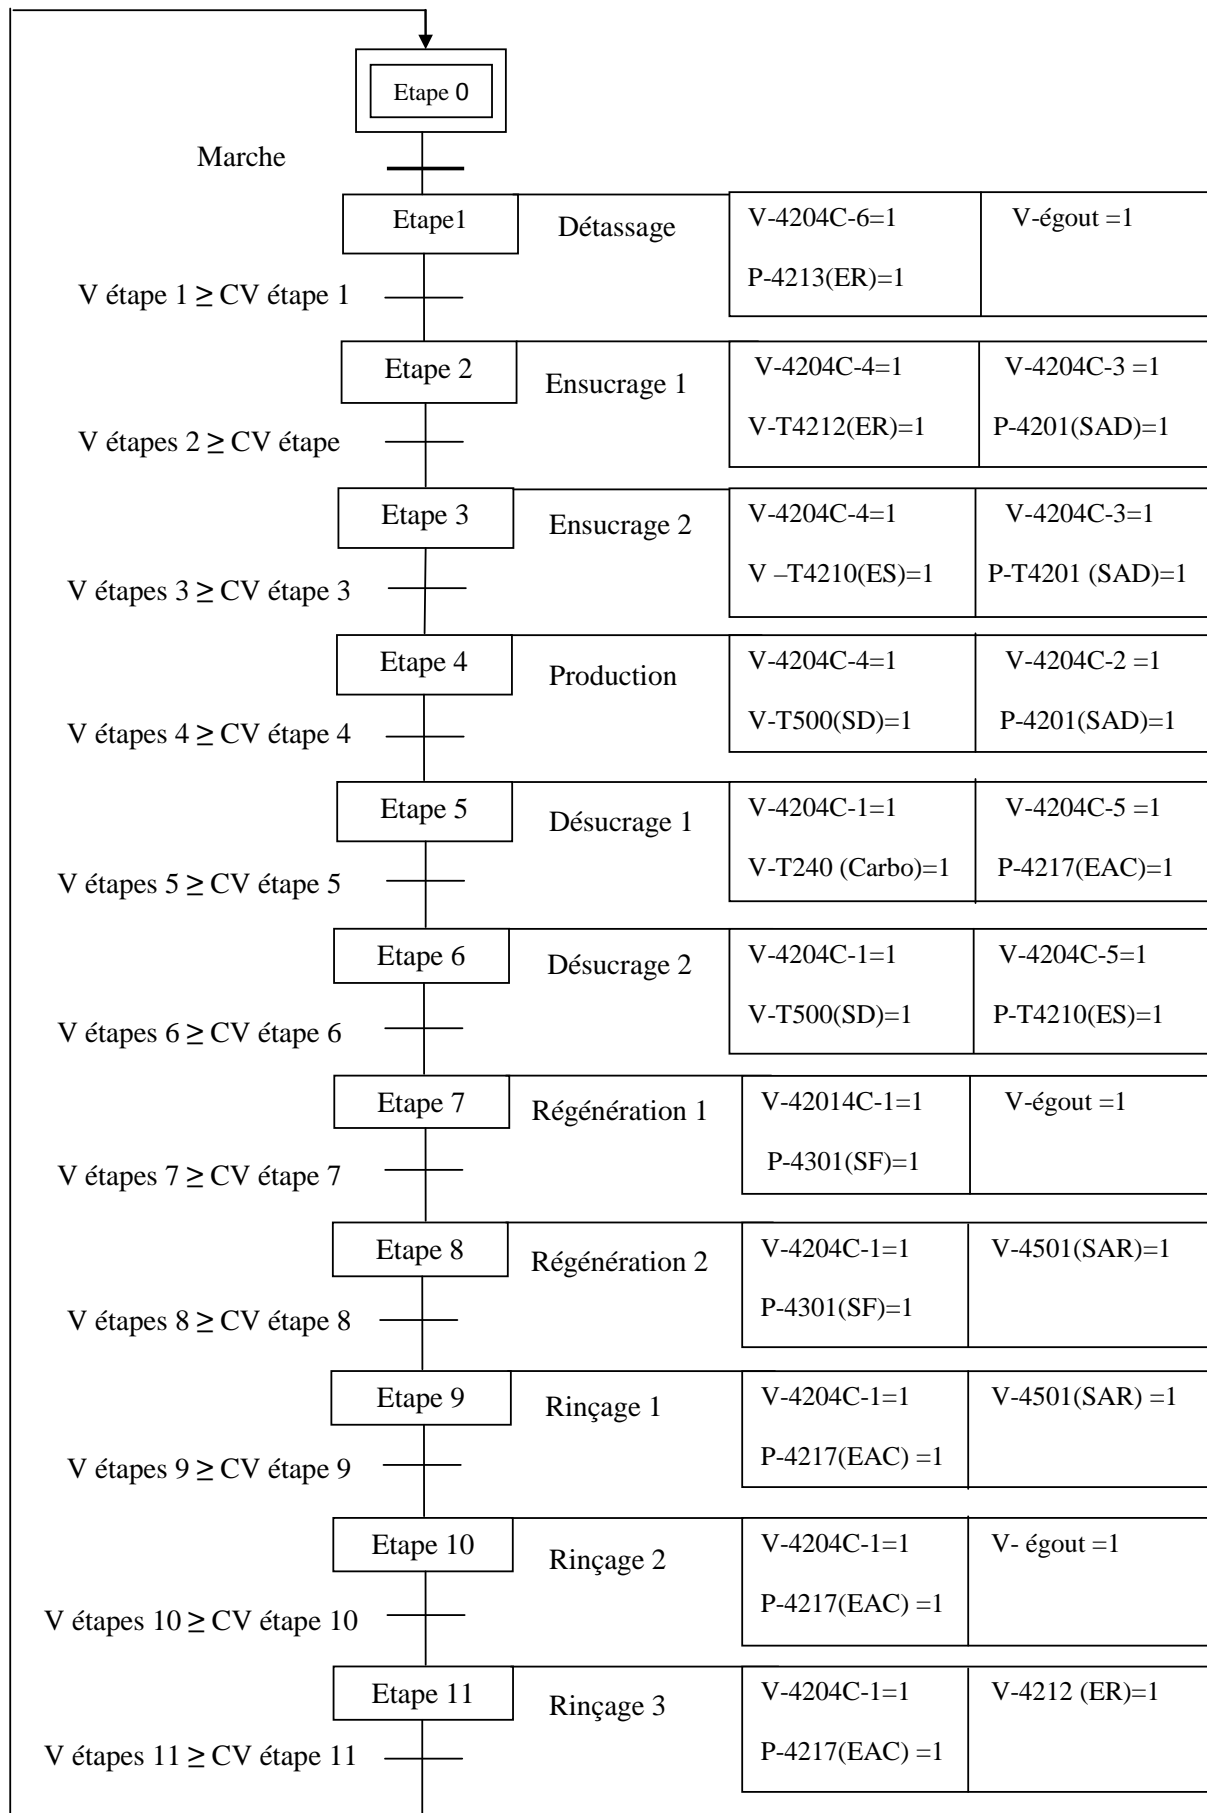 Etape 0
Marche
Etape1
Détassage
V-4204C-6=1
V-égout =1
P-4213(ER)=1
V étape 1 ≥ CV étape 1
Etape 2
Ensucrage 1
V-4204C-4=1
V-4204C-3 =1
V-T4212(ER)=1
P-4201(SAD)=1
V étapes 2 ≥ CV étape
Etape 3
Ensucrage 2
V-4204C-4=1
V-4204C-3=1
V –T4210(ES)=1
P-T4201 (SAD)=1
V étapes 3 ≥ CV étape 3
Etape 4
Production
V-4204C-4=1
V-4204C-2 =1
V-T500(SD)=1
P-4201(SAD)=1
V étapes 4 ≥ CV étape 4
Etape 5
Désucrage 1
V-4204C-1=1
V-4204C-5 =1
V-T240 (Carbo)=1
P-4217(EAC)=1
V étapes 5 ≥ CV étape 5
Etape 6
Désucrage 2
V-4204C-1=1
V-4204C-5=1
V-T500(SD)=1
P-T4210(ES)=1
V étapes 6 ≥ CV étape 6
Etape 7
Régénération 1
V-42014C-1=1
V-égout =1
P-4301(SF)=1
V étapes 7 ≥ CV étape 7
Etape 8
Régénération 2
V-4204C-1=1
V-4501(SAR)=1
P-4301(SF)=1
V étapes 8 ≥ CV étape 8
Etape 9
Rinçage 1
V-4204C-1=1
V-4501(SAR) =1
P-4217(EAC) =1
V étapes 9 ≥ CV étape 9
Etape 10
Rinçage 2
V-4204C-1=1
V- égout =1
P-4217(EAC) =1
V étapes 10 ≥ CV étape 10
Etape 11
Rinçage 3
V-4204C-1=1
V-4212 (ER)=1
P-4217(EAC) =1
V étapes 11 ≥ CV étape 11